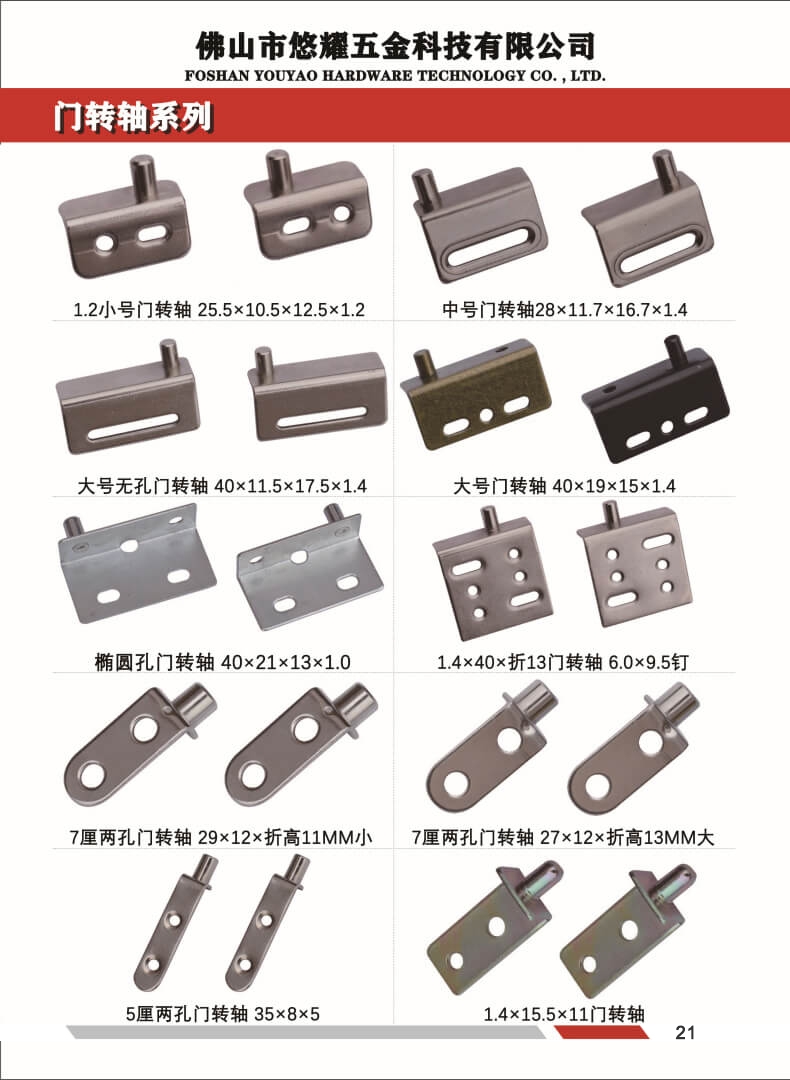 佛山市悠耀五金科技有限公司
FOSHAN YOUYAO HARDWARE TECHNOLOGY CO. , LTD.
门转轴系列
1.2小号门转轴 25.5×10.5×12.5×1.2
中号门转轴28×11.7×16.7×1.4
大号无孔门转轴 40×11.5×17.5×1.4
大号门转轴 40×19×15×1.4
椭圆孔门转轴 40×21×13×1.0
1.4×40×折13门转轴 6.0×9.5钉
7厘两孔门转轴 29×12×折高11MM小
7厘两孔门转轴 27×12×折高13MM大
5厘两孔门转轴 35×8×5
1.4×15.5×11门转轴
21